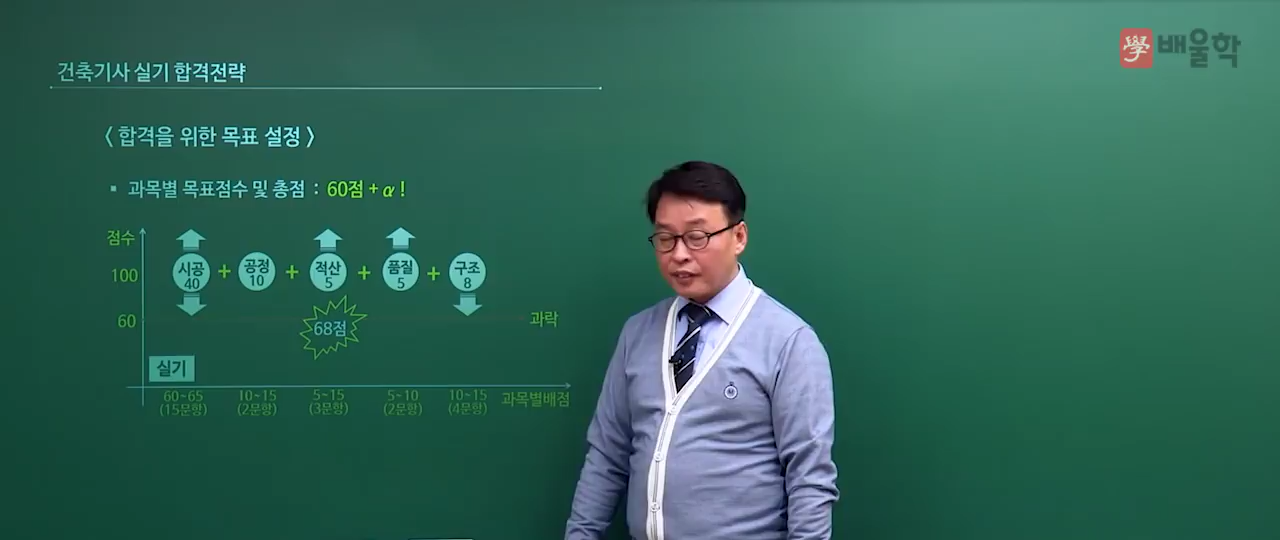 건축기사 실기 합격전략
學 배울학
〈 합격을 위한 목표 설정 〉
▪ 과목별 목표점수 및 총점 : 60점 + α !
점수
100
60
시공 40 + 공정 10 + 적산 5 + 품질 5 + 구조 8
68점
과락
실기
60~65 10~15 5~15 5~10 10~15
(15문항) (2문항) (3문항) (2문항) (4문항)
과목별배점